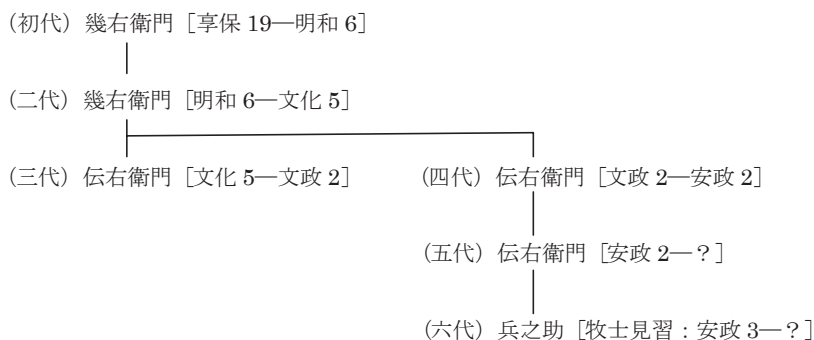 （初代）幾右衛門［享保 19―明和 6］
（二代）幾右衛門［明和 6―文化 5］
（三代）伝右衛門［文化 5―文政 2］ （四代）伝右衛門［文政 2―安政 2］
（五代）伝右衛門［安政 2―？］
（六代）兵之助［牧士見習：安政 3―？］